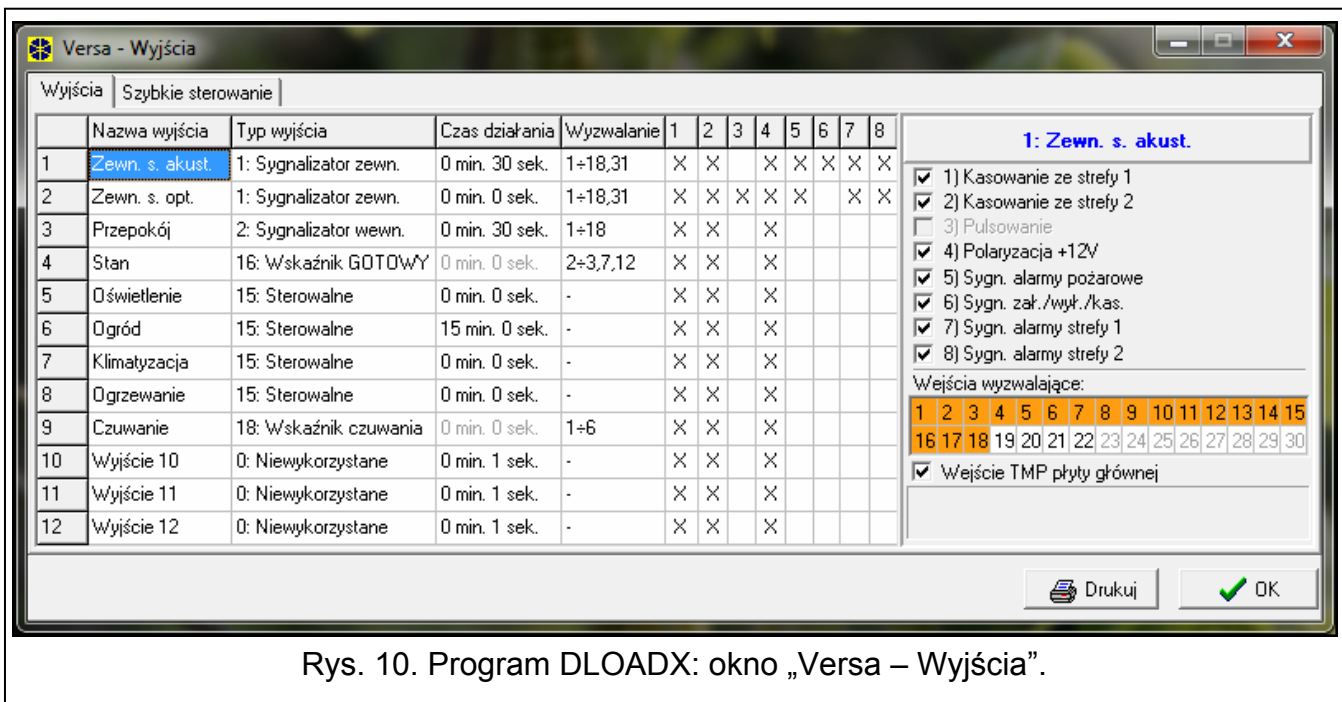 Versa - Wyjścia
Wyjścia Szybkie sterowanie
Nazwa wyjścia Typ wyjścia Czas działania Wyzwalanie 1 2 3 4 5 6 7 8
1 Zewn. s. akust. 1: Sygnalizator zewn. 0 min. 30 sek. 1÷18,31 X X X X X X X
2 Zewn. s. opt. 1: Sygnalizator zewn. 0 min. 0 sek. 1÷18,31 X X X X X X X
3 Przepokój 2: Sygnalizator wewn. 0 min. 30 sek. 1÷18 X X X
4 Stan 16: Wskaźnik GOTOWY 0 min. 0 sek. 2÷3,7,12 X X X
5 Oświetlenie 15: Sterowalne 0 min. 0 sek. - X X X
6 Ogród 15: Sterowalne 15 min. 0 sek. - X X X
7 Klimatyzacja 15: Sterowalne 0 min. 0 sek. - X X X
8 Ogrzewanie 15: Sterowalne 0 min. 0 sek. - X X X
9 Czuwanie 18: Wskaźnik czuwania 0 min. 0 sek. 1÷6 X X X
10 Wyjście 10 0: Niewykorzystane 0 min. 1 sek. - X X X
11 Wyjście 11 0: Niewykorzystane 0 min. 1 sek. - X X X
12 Wyjście 12 0: Niewykorzystane 0 min. 1 sek. - X X X
1: Zewn. s. akust.
1) Kasowanie ze strefy 1
2) Kasowanie ze strefy 2
3) Pulsowanie
4) Polaryzacja +12V
5) Sygn. alarmy pożarowe
6) Sygn. zał./wył./kas.
7) Sygn. alarmy strefy 1
8) Sygn. alarmy strefy 2
Wejścia wyzwalające:
1 2 3 4 5 6 7 8 9 10 11 12 13 14 15
16 17 18 19 20 21 22 23 24 25 26 27 28 29 30
Wejście TMP płyty głównej
Drukuj OK
Rys. 10. Program DLOADX: okno „Versa – Wyjścia”.